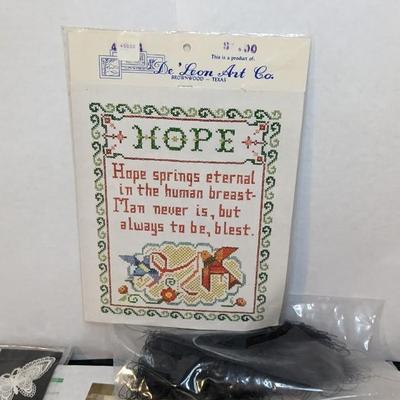 This is a product of:
De'Leon Art Co.
BROWNWOOD - TEXAS
HOPE
Hope springs eternal
in the human breast-
Man never is, but
always to be, blest.